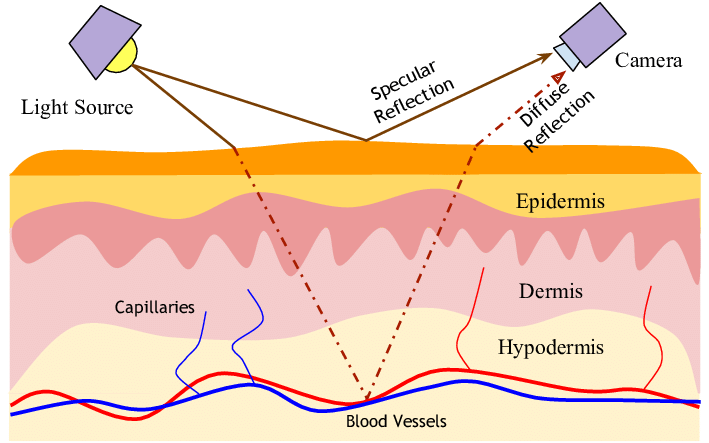 Light Source
Specular
Reflection
Camera
Diffuse
Reflection
Epidermis
Dermis
Capillaries
Hypodermis
Blood Vessels